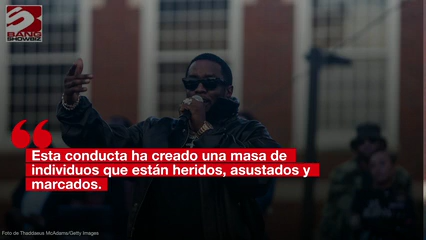 BANG
SHOWBIZ
“
Esta conducta ha creado una masa de
individuos que están heridos, asustados y
marcados.
Foto de Thaddaeus McAdams/Getty Images